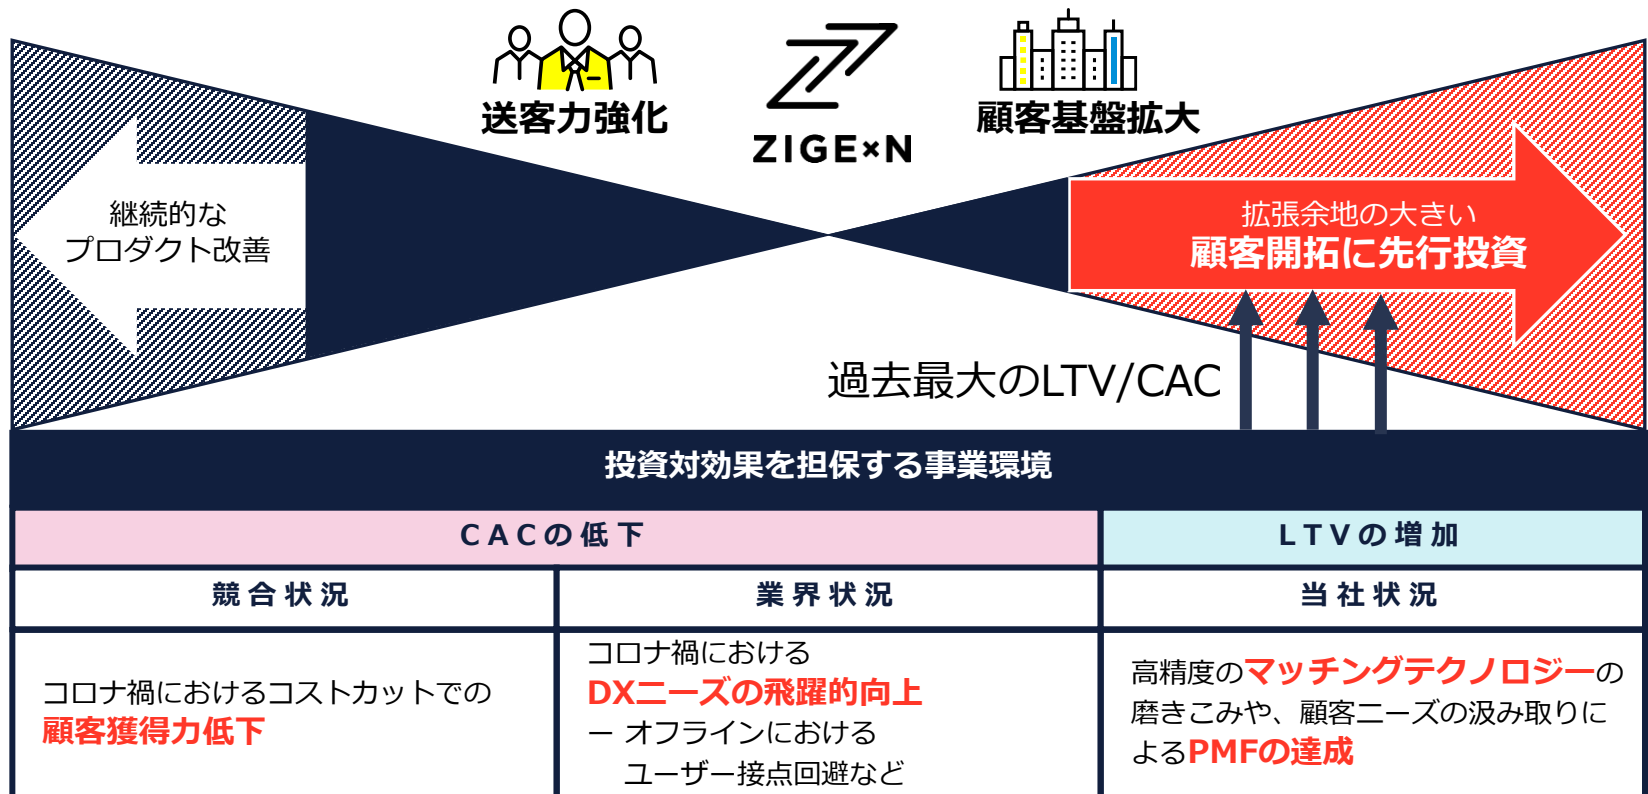 送客力強化
ZIGE×N
顧客基盤拡大
継続的な
プロダクト改善
拡張余地の大きい
顧客開拓に先行投資
過去最大のLTV/CAC
投資対効果を担保する事業環境
CACの低下
LTVの増加
競合状況
業界状況
当社状況
コロナ禍におけるコストカットでの
顧客獲得力低下
コロナ禍における
DXニーズの飛躍的向上
ー オフラインにおける
ユーザー接点回避など
高精度のマッチングテクノロジーの
磨きこみや、顧客ニーズの汲み取りに
よるPMFの達成